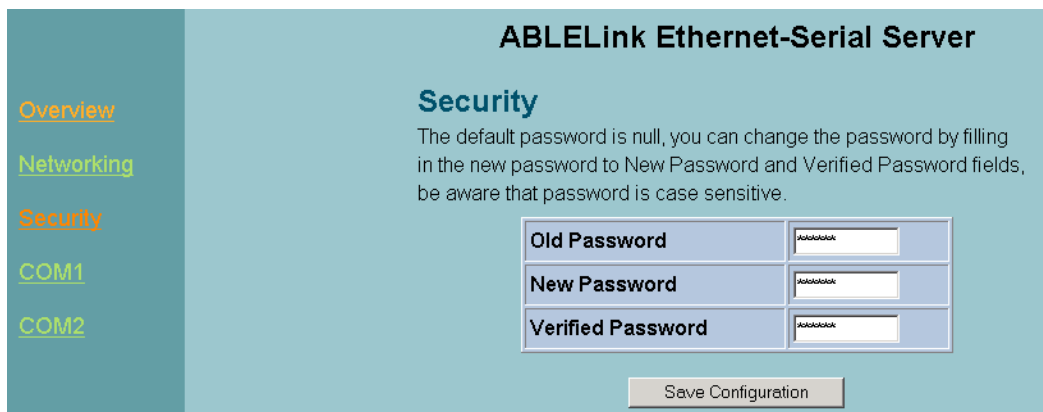 ABLELink Ethernet-Serial Server
Overview
Networking
Security
COM1
COM2
Security
The default password is null, you can change the password by filling
in the new password to New Password and Verified Password fields,
be aware that password is case sensitive.
Old Password *******
New Password *******
Verified Password *******
Save Configuration